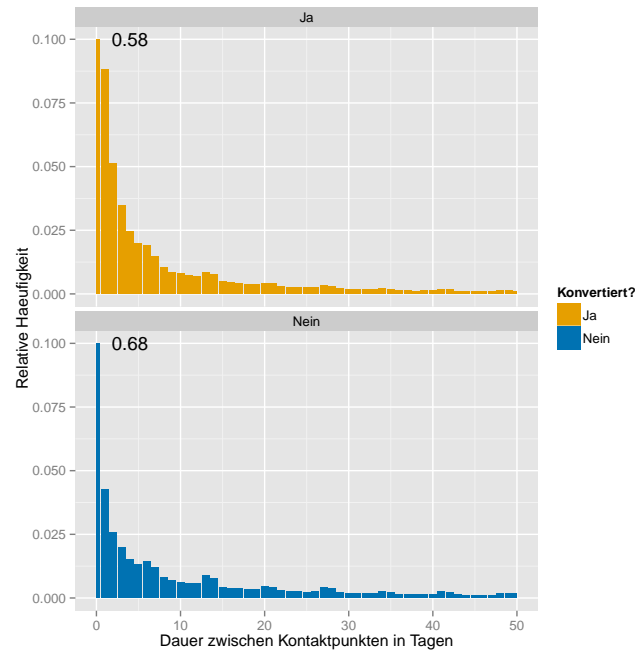 Ja
0.58
0.100
0.075
0.050
0.025
0.000
Nein
0.68
0.100
0.075
0.050
0.025
0.000
0 10 20 30 40 50
Dauer zwischen Kontaktpunkten in Tagen
Relative Haeufigkeit
Konvertiert?
Ja
Nein